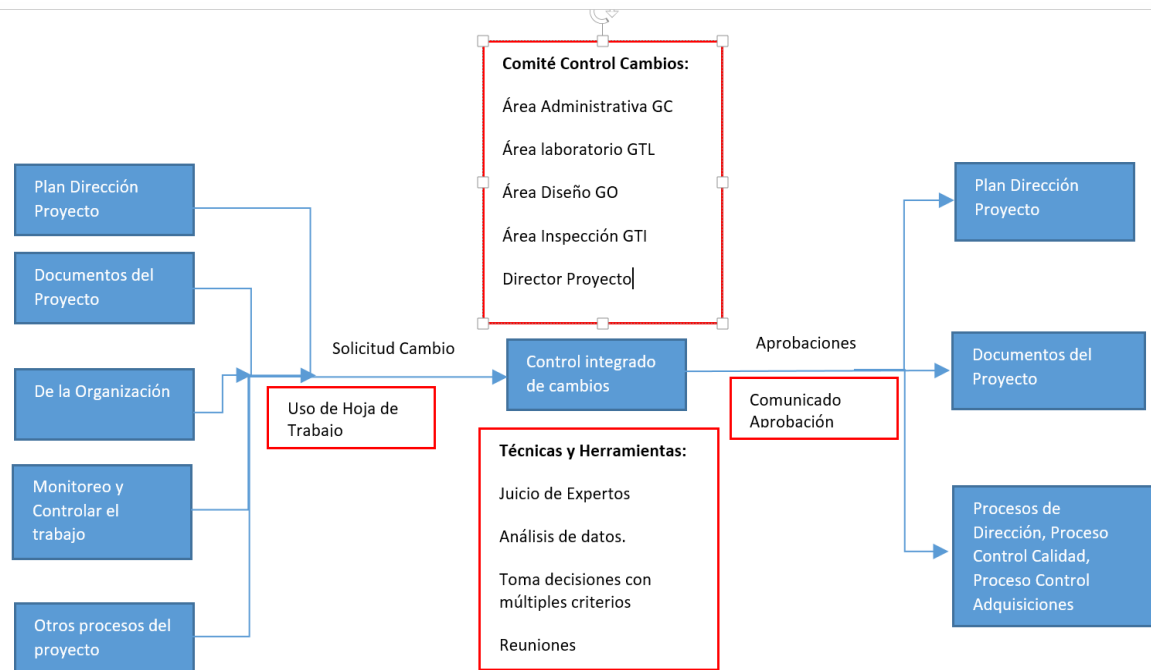 Comité Control Cambios:
Área Administrativa GC
Área laboratorio GTL
Área Diseño GO
Área Inspección GTI
Director Proyecto
Plan Dirección
Proyecto
Documentos del
Proyecto
De la Organización
Monitoreo y
Controlar el
trabajo
Otros procesos del
proyecto
Solicitud Cambio
Uso de Hoja de
Trabajo
Control integrado
de cambios
Técnicas y Herramientas:
Juicio de Expertos
Análisis de datos.
Toma decisiones con
múltiples criterios
Reuniones
Aprobaciones
Comunicado
Aprobación
Plan Dirección
Proyecto
Documentos del
Proyecto
Procesos de
Dirección, Proceso
Control Calidad,
Proceso Control
Adquisiciones